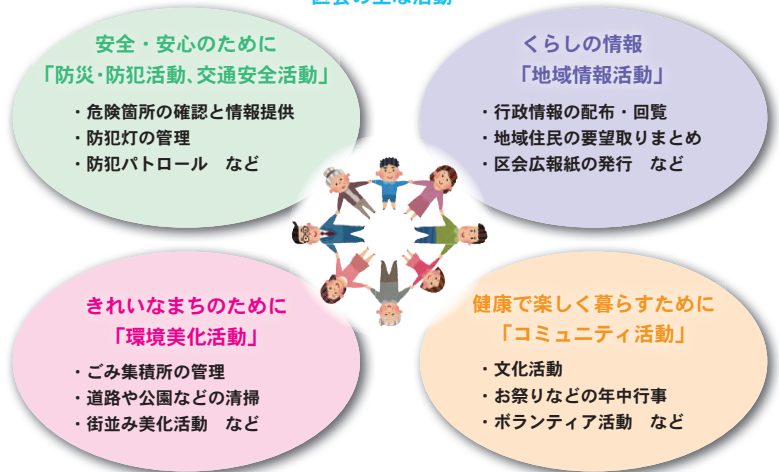 区会の主な活動
安全・安心のために
「防災・防犯活動、交通安全活動」
・危険箇所の確認と情報提供
・防犯灯の管理
・防犯パトロール　など
くらしの情報
「地域情報活動」
・行政情報の配布・回覧
・地域住民の要望取りまとめ
・区会広報紙の発行　など
きれいなまちのために
「環境美化活動」
・ごみ集積所の管理
・道路や公園などの清掃
・街並み美化活動　など
健康で楽しく暮らすために
「コミュニティ活動」
・文化活動
・お祭りなどの年中行事
・ボランティア活動　など